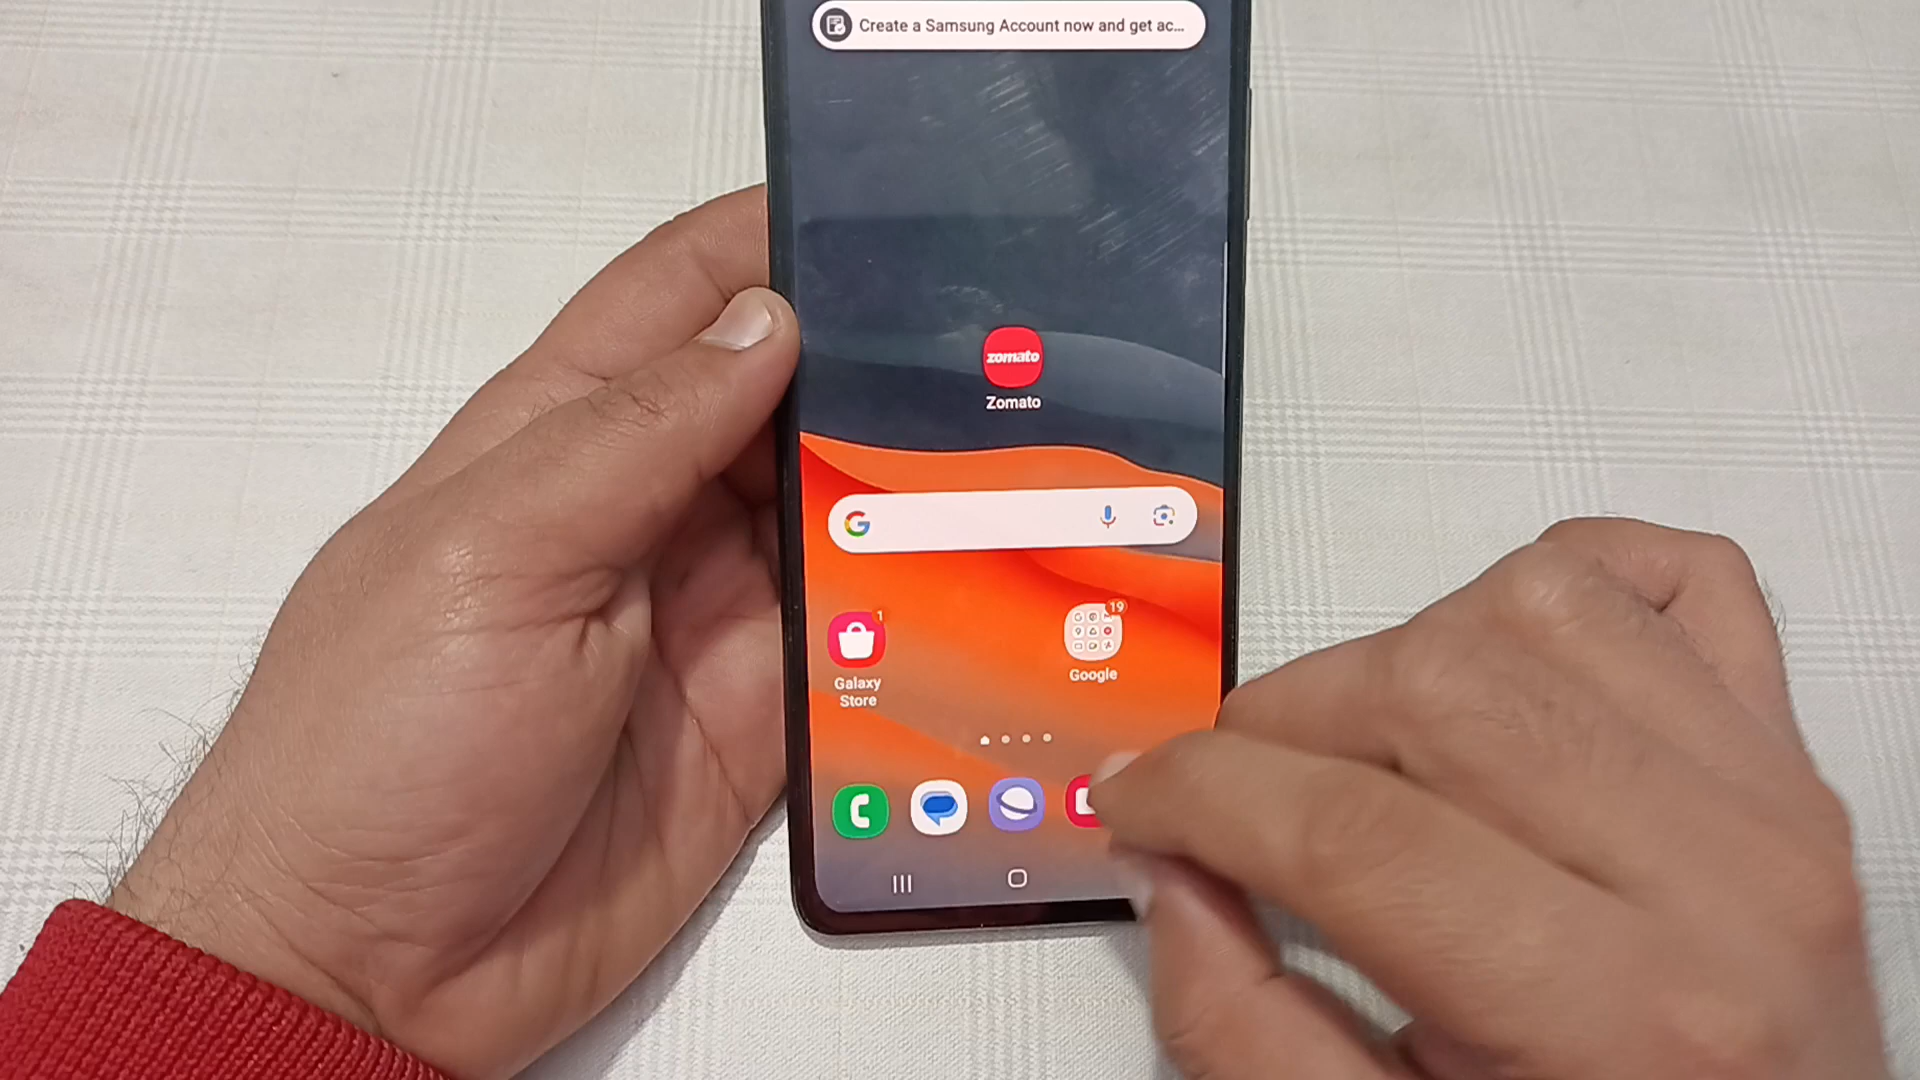 Create a Samsung Account now and get ac...
zomato
Zomato
G
1
19
Galaxy
Store
Google